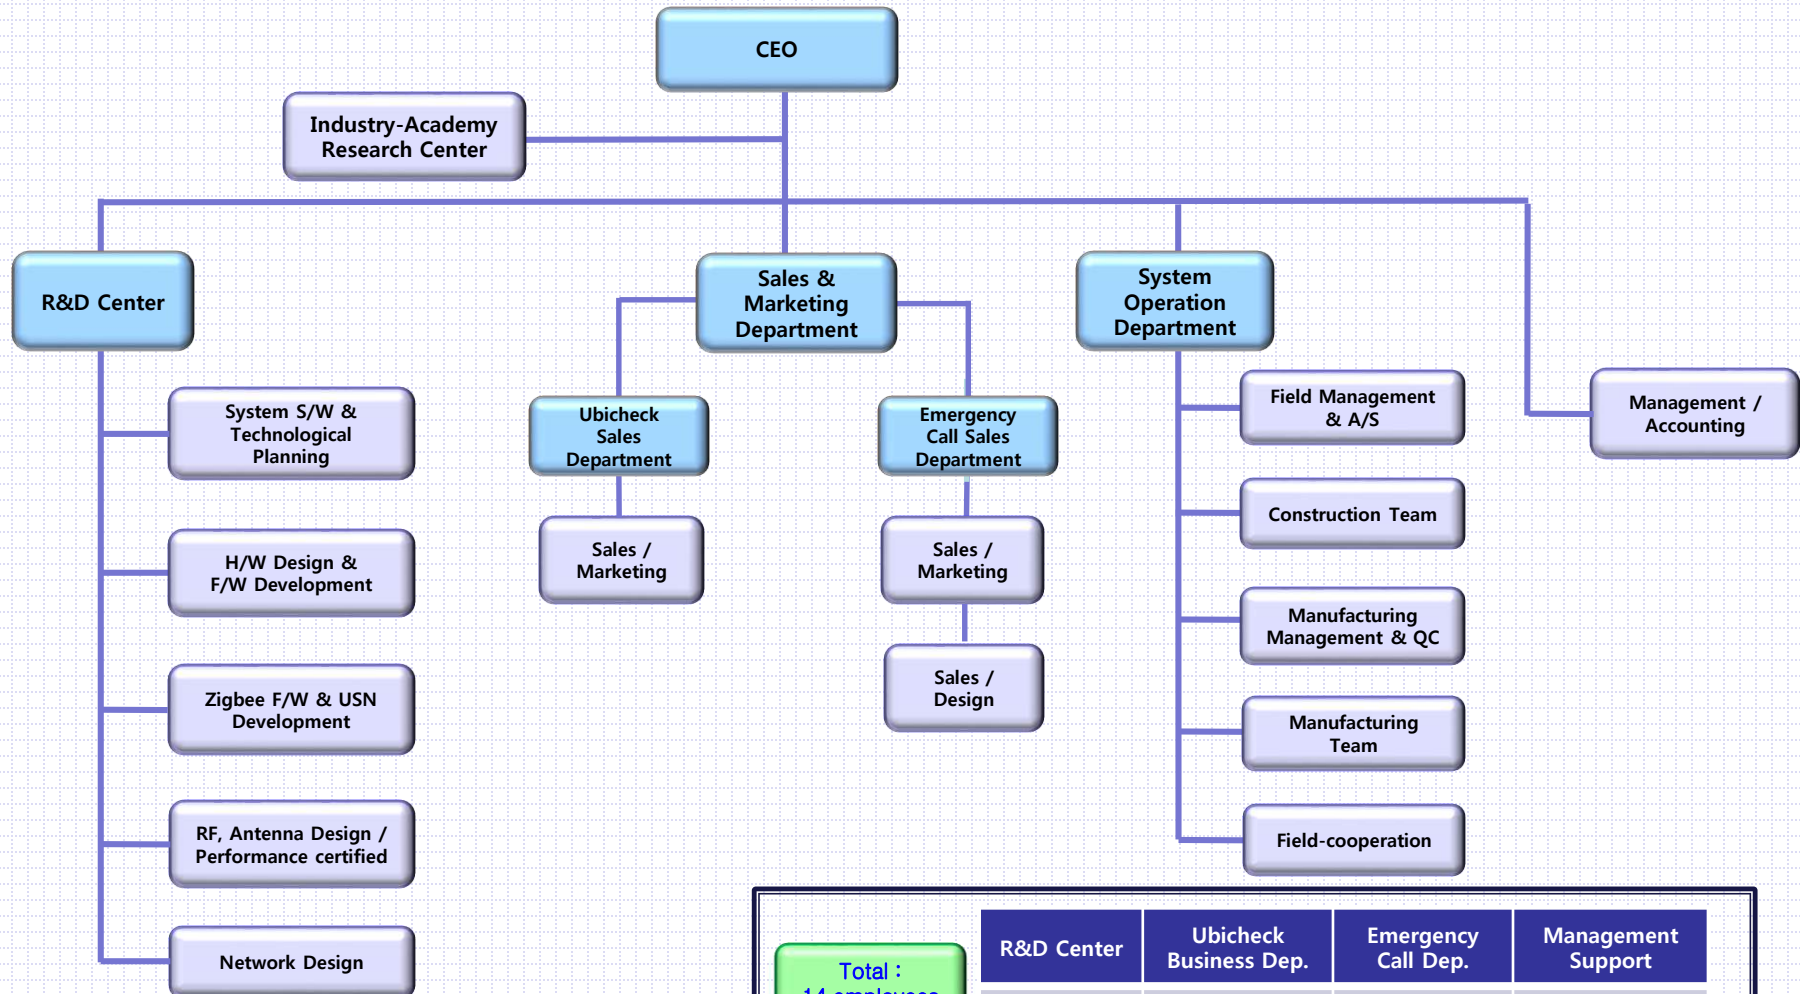 CEO
Industry-Academy
Research Center
R&D Center
Sales &
Marketing
Department
System
Operation
Department
System S/W &
Technological
Planning
H/W Design &
F/W Development
Zigbee F/W & USN
Development
RF, Antenna Design /
Performance certified
Network Design
Ubicheck
Sales
Department
Sales /
Marketing
Emergency
Call Sales
Department
Sales /
Marketing
Sales /
Design
Field Management
& A/S
Construction Team
Manufacturing
Management & QC
Manufacturing
Team
Field-cooperation
Management /
Accounting
Total :
14 employees
R&D Center
Ubicheck
Business Dep.
Emergency
Call Dep.
Management
Support